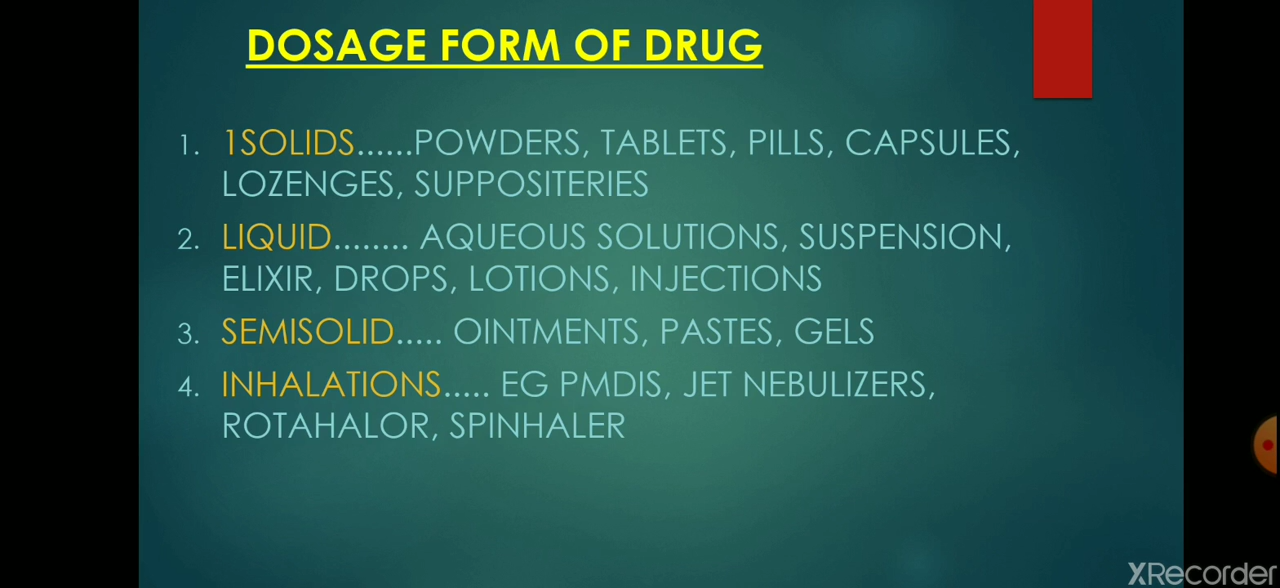 DOSAGE FORM OF DRUG
1. 1SOLIDS......POWDERS, TABLETS, PILLS, CAPSULES,
LOZENGES, SUPPOSITERIES
2. LIQUID........ AQUEOUS SOLUTIONS, SUSPENSION,
ELIXIR, DROPS, LOTIONS, INJECTIONS
3. SEMISOLID..... OINTMENTS, PASTES, GELS
4. INHALATIONS..... EG PMDIS, JET NEBULIZERS,
ROTAHALOR, SPINHALER
XRecorder